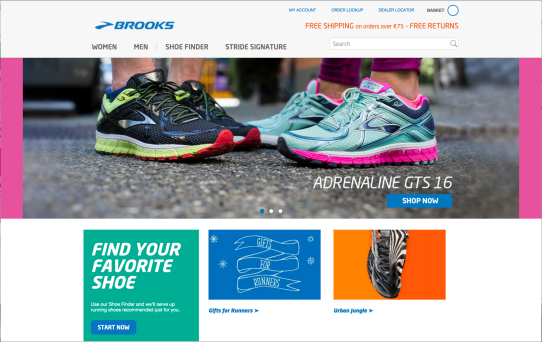 MY ACCOUNT
ORDER LOOKUP
DEALER LOCATOR
BASKET
BROOKS
FREE SHIPPING on orders over €75 - FREE RETURNS
WOMEN
MEN
SHOE FINDER
STRIDE SIGNATURE
Search
ADRENALINE GTS 16
SHOP NOW
FIND YOUR
FAVORITE
SHOE
Use our Shoe Finder and we'll serve up
running shoes recommended just for you.
START NOW
GIFTS
FOR
RUNNERS
Gifts for Runners >
Urban Jungle >